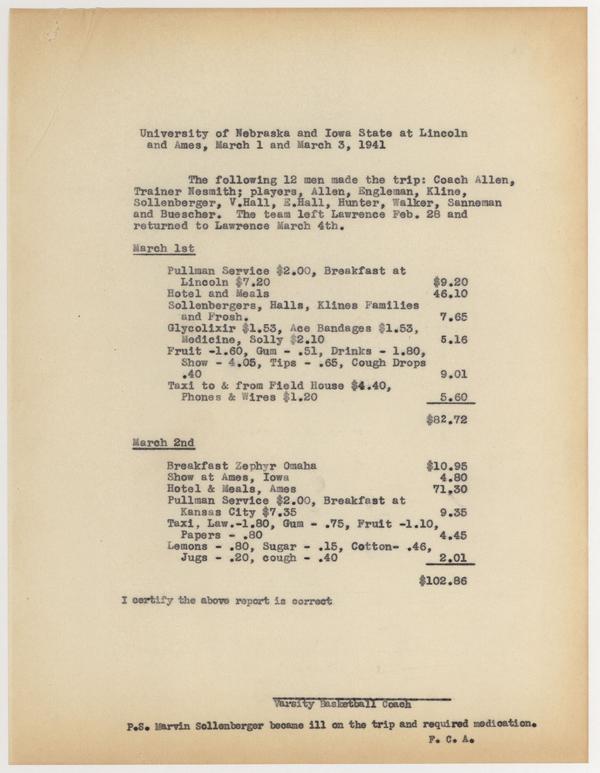 University of Nebraska and Iowa State at Lincoln
and Ames, March 1 and March 3, 1941
The following 12 men made the trip: Coach Allen,
Trainer Nesmith; players, Allen, Engleman, Kline,
Sollenberger, V.Hall, E.Hall, Hunter, Walker, Sanneman
and Buescher. The team left Lawrence Feb. 28 and
returned to Lawrence March 4th.
March 1st
Pullman Service $2.00, Breakfast at
Lincoln $7.20 $9.20
Hotel and Meals 46.10
Sollenbergers, Halls, Klines Families
and Frosh. 7.65
Glycolixir $1.53, Ace Bandages $1.53,
Medicine, Solly $2.10 5.16
Fruit -1.60, Gum - .51, Drinks - 1.80,
Show - 4.05, Tips - .65, Cough Drops
.40 9.01
Taxi to & from Field House $4.40,
Phones & Wires $1.20 5.60
$82.72
March 2nd
Breakfast Zephyr Omaha $10.95
Show at Ames, Iowa 4.80
Hotel & Meals, Ames 71.30
Pullman Service $2.00, Breakfast at
Kansas City $7.35 9.35
Taxi, Law.-1.80, Gum - .75, Fruit -1.10,
Papers - .80 4.45
Lemons - .80, Sugar - .15, Cotton- .46,
Jugs - .20, cough - .40 2.01
$102.86
I certify the above report is correct
Varsity Basketball Coach
P.S. Marvin Sollenberger became ill on the trip and required medication.
F. C. A.